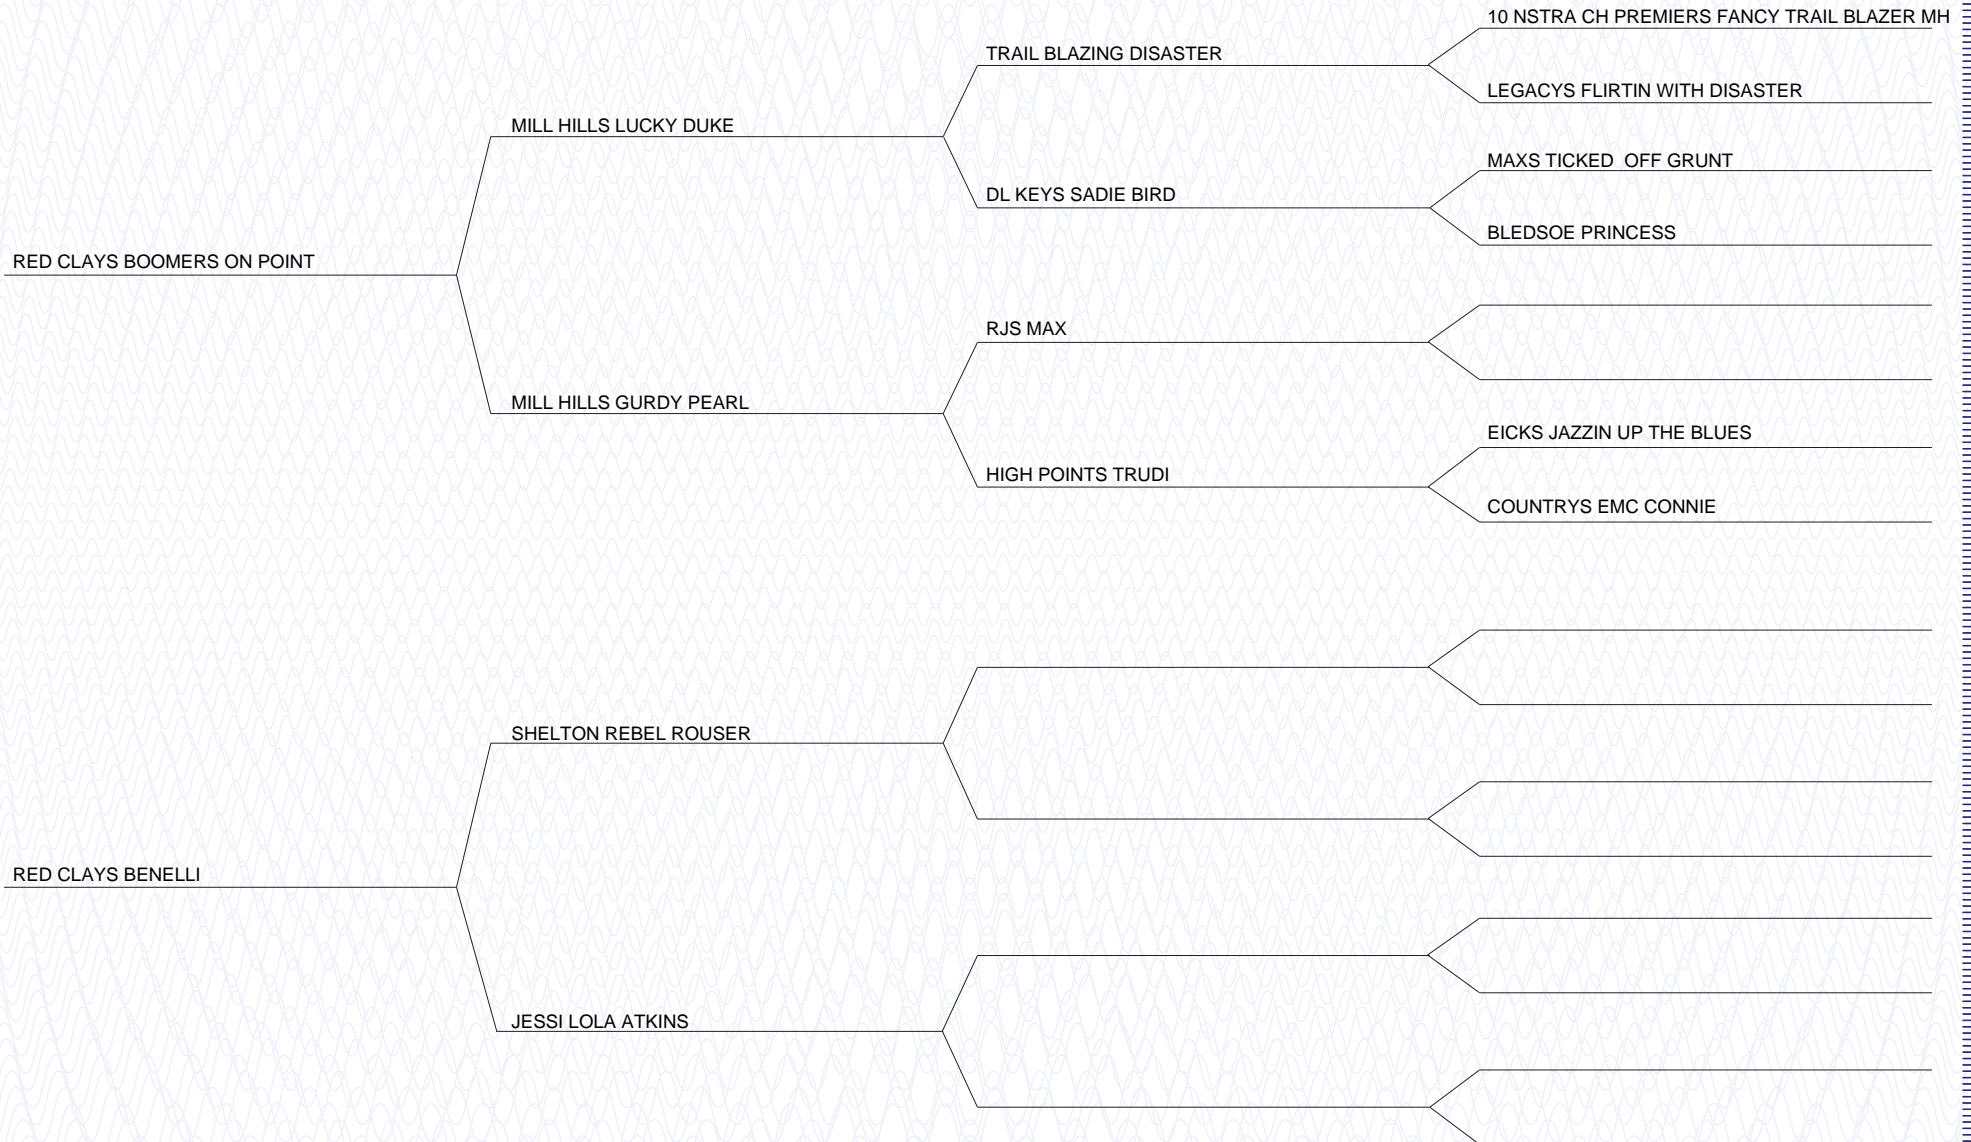 10 NSTRA CH PREMIERS FANCY TRAIL BLAZER MH
TRAIL BLAZING DISASTER
LEGACYS FLIRTIN WITH DISASTER
MILL HILLS LUCKY DUKE
MAXS TICKED  OFF GRUNT
DL KEYS SADIE BIRD
BLEDSOE PRINCESS
RED CLAYS BOOMERS ON POINT
RJS MAX
MILL HILLS GURDY PEARL
EICKS JAZZIN UP THE BLUES
HIGH POINTS TRUDI
COUNTRYS EMC CONNIE
SHELTON REBEL ROUSER
RED CLAYS BENELLI
JESSI LOLA ATKINS